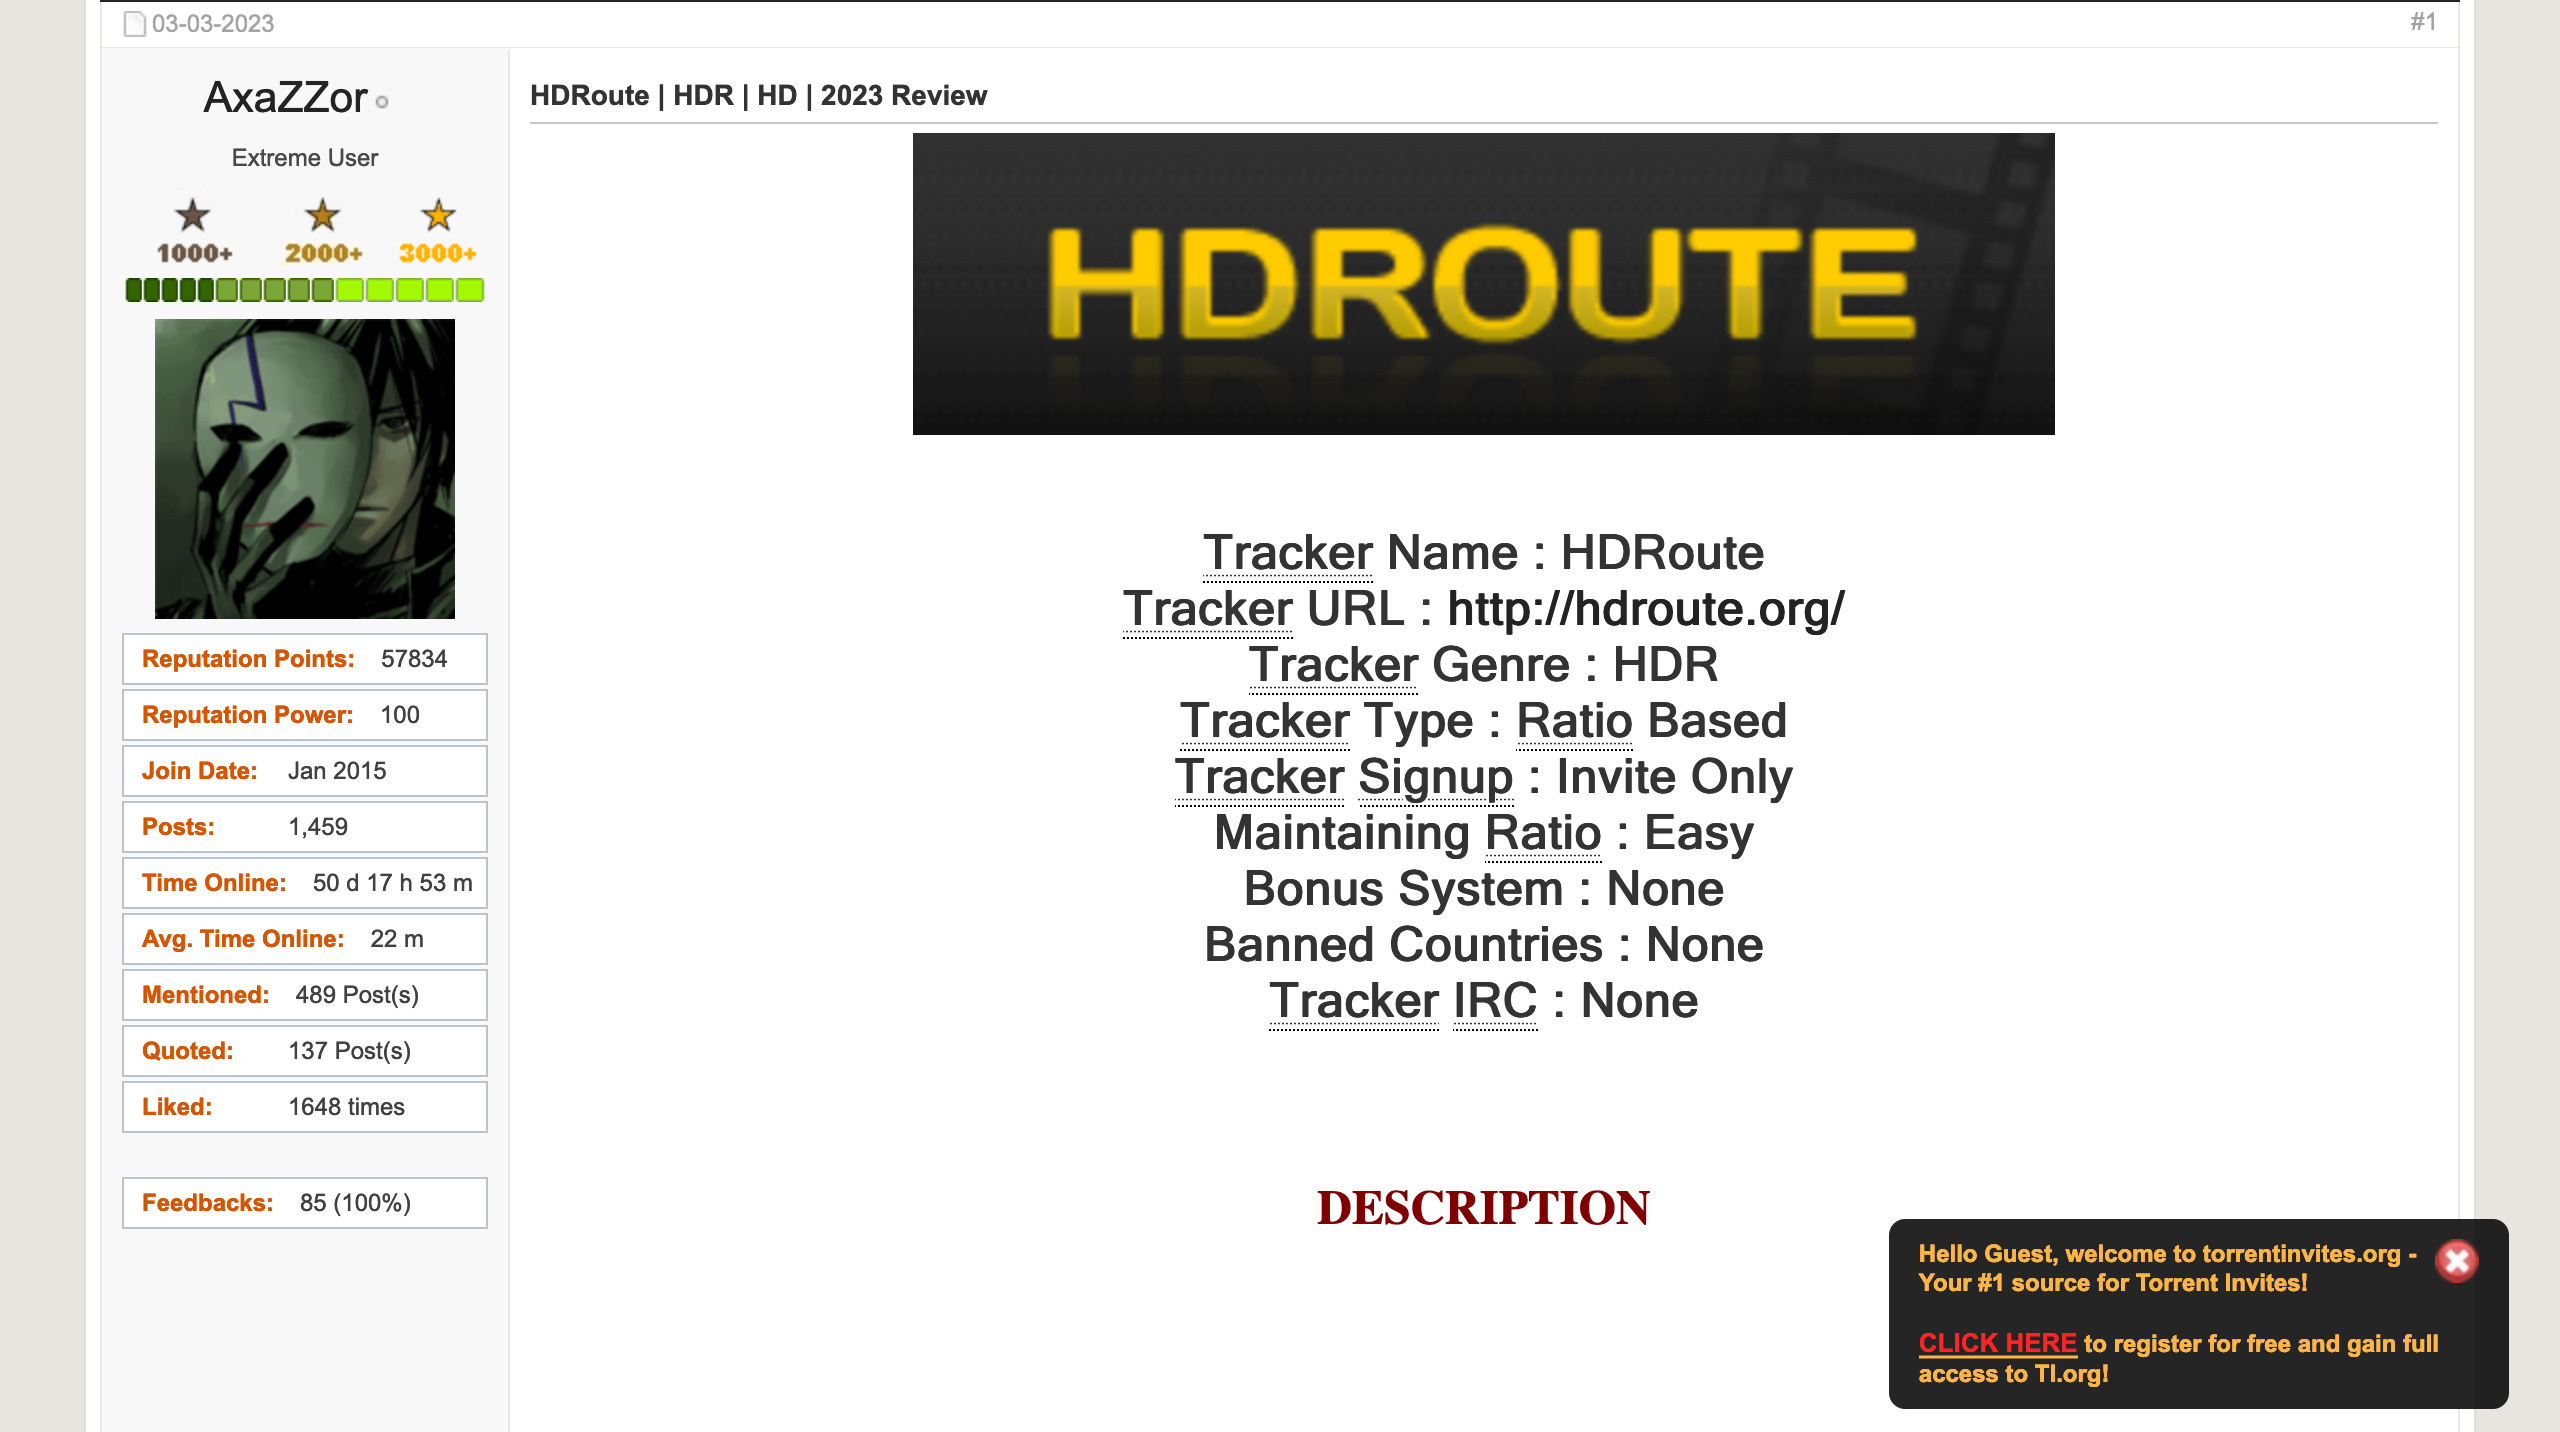 03-03-2023
#1
AxaZZor
Extreme User
1000+ 2000+ 3000+
Reputation Points: 57834
Reputation Power: 100
Join Date: Jan 2015
Posts: 1,459
Time Online: 50 d 17 h 53 m
Avg. Time Online: 22 m
Mentioned: 489 Post(s)
Quoted: 137 Post(s)
Liked: 1648 times
Feedbacks: 85 (100%)
HDRoute | HDR | HD | 2023 Review
HDROUTE
Tracker Name : HDRoute
Tracker URL : http://hdroute.org/
Tracker Genre : HDR
Tracker Type : Ratio Based
Tracker Signup : Invite Only
Maintaining Ratio : Easy
Bonus System : None
Banned Countries : None
Tracker IRC : None
DESCRIPTION
Hello Guest, welcome to torrentinvites.org -
Your #1 source for Torrent Invites!
CLICK HERE to register for free and gain full
access to TI.org!